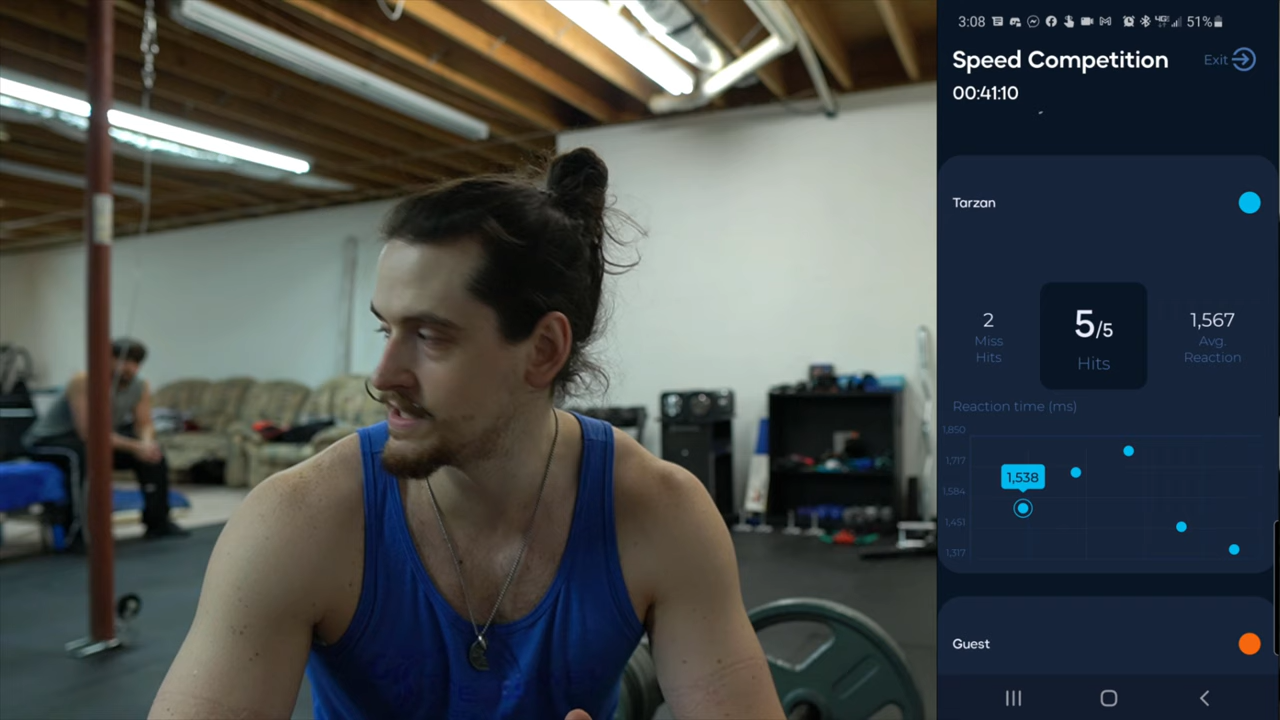 3:08 51%
Speed Competition
Exit
00:41:10
Tarzan
2
Miss
Hits
5/5
Hits
1,567
Avg.
Reaction
Reaction time (ms)
1,850
1,717
1,584
1,451
1,317
1,538
Guest